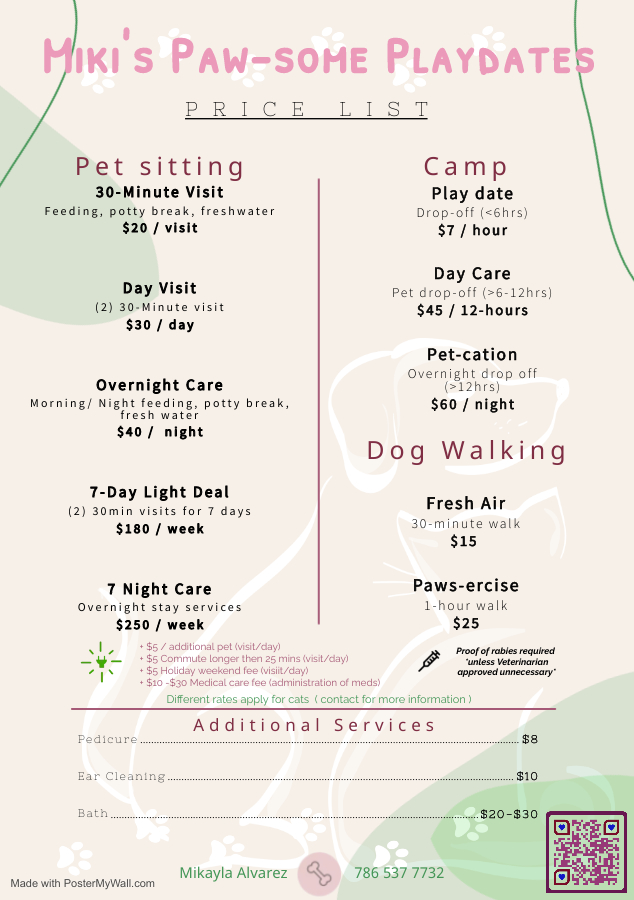 Miki's Paw-some Playdates
PRICE LIST
Pet sitting
30-Minute Visit
Feeding, potty break, freshwater
$20 / visit
Day Visit
(2) 30-Minute visit
$30 / day
Overnight Care
Morning/ Night feeding, potty break,
fresh water
$40 / night
7-Day Light Deal
(2) 30min visits for 7 days
$180 / week
7 Night Care
Overnight stay services
$250 / week
Camp
Play date
Drop-off (<6hrs)
$7 / hour
Day Care
Pet drop-off (>6-12hrs)
$45 / 12-hours
Pet-cation
Overnight drop off
(>12hrs)
$60 / night
Dog Walking
Fresh Air
30-minute walk
$15
Paws-ercise
1-hour walk
$25
+ $5 / additional pet (visit/day)
+ $5 Commute longer then 25 mins (visit/day)
+ $5 Holiday weekend fee (visit/day)
+ $10 -$30 Medical care fee (administration of meds)
Different rates apply for cats ( contact for more information )
Proof of rabies required
*unless Veterinarian
approved unnecessary*
Additional Services
Pedicure $8
Ear Cleaning $10
Bath $20-$30
Mikayla Alvarez 786 537 7732
Made with PosterMyWall.com